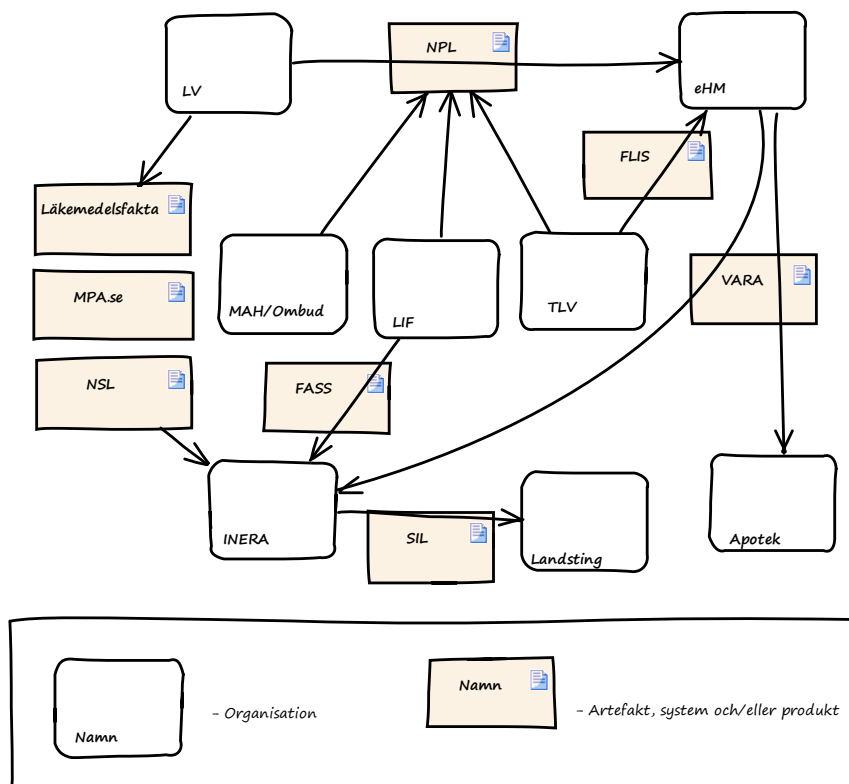 NPL
LV
eHM
FLIS
Läkemedelsfakta
MPA.se
MAH/Ombud
LIF
TLV
VARA
NSL
FASS
INERA
SIL
Landsting
Apotek
Namn
- Organisation
Namn
- Artefakt, system och/eller produkt